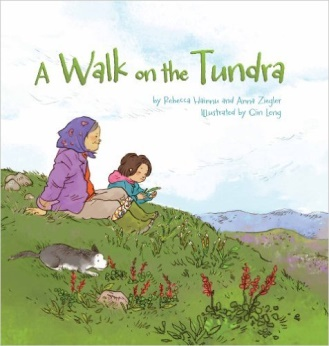 A Walk on the Tundra
by Rebecca Hainnu and Anna Ziegler
Illustrated by Qin Leng